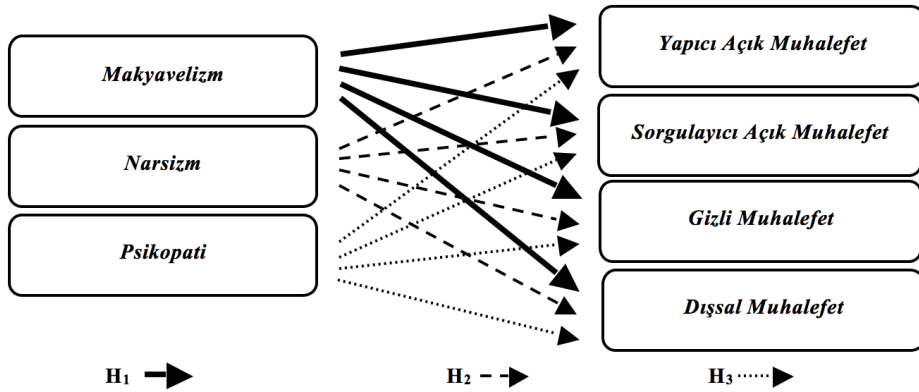 Makyavelizm
Narsizm
Psikopati
Yapıcı Açık Muhalefet
Sorgulayıcı Açık Muhalefet
Gizli Muhalefet
Dışsal Muhalefet
H1
H2
H3